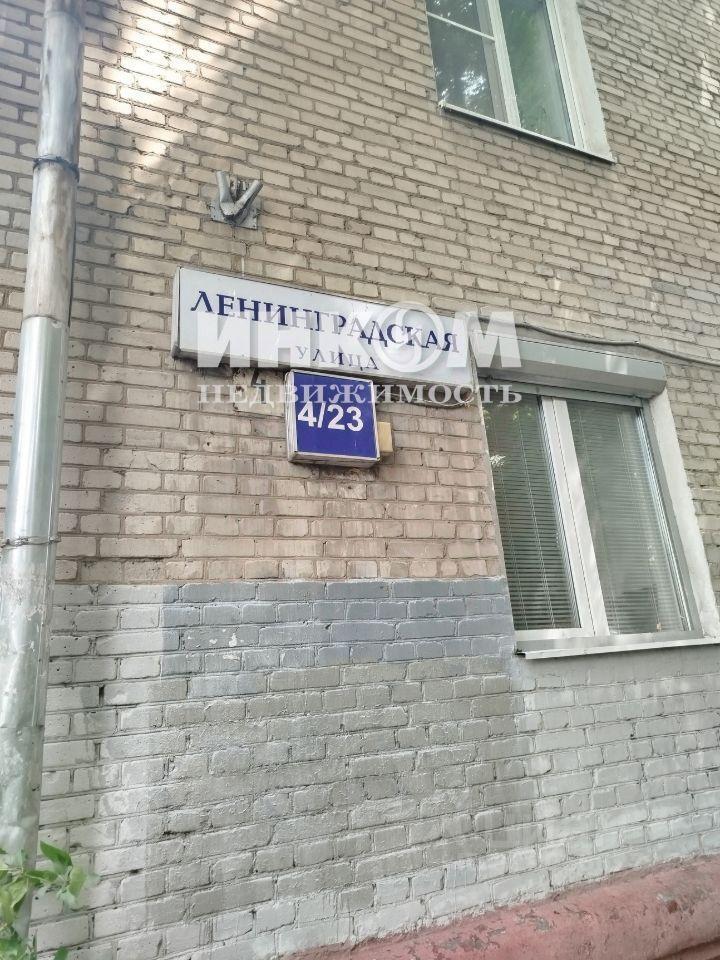 ЛЕНИНГРАДСКАЯ
УЛИЦА
ИНКОМ
НЕДВИЖИМОСТЬ
4/23